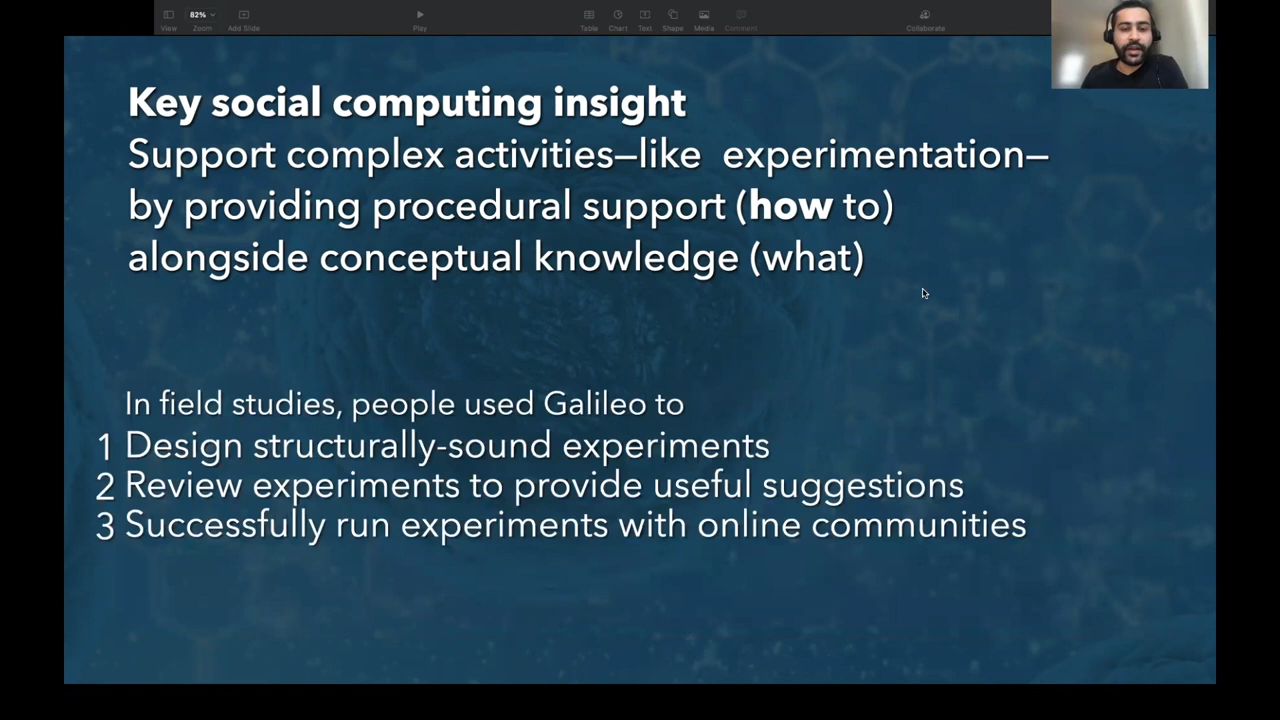 82%
View
Zoom
Add Slide
Play
Table
Chart
Text
Shape
Media
Comment
Collaborate
Key social computing insight
Support complex activities—like experimentation—
by providing procedural support (how to)
alongside conceptual knowledge (what)
In field studies, people used Galileo to
1 Design structurally-sound experiments
2 Review experiments to provide useful suggestions
3 Successfully run experiments with online communities